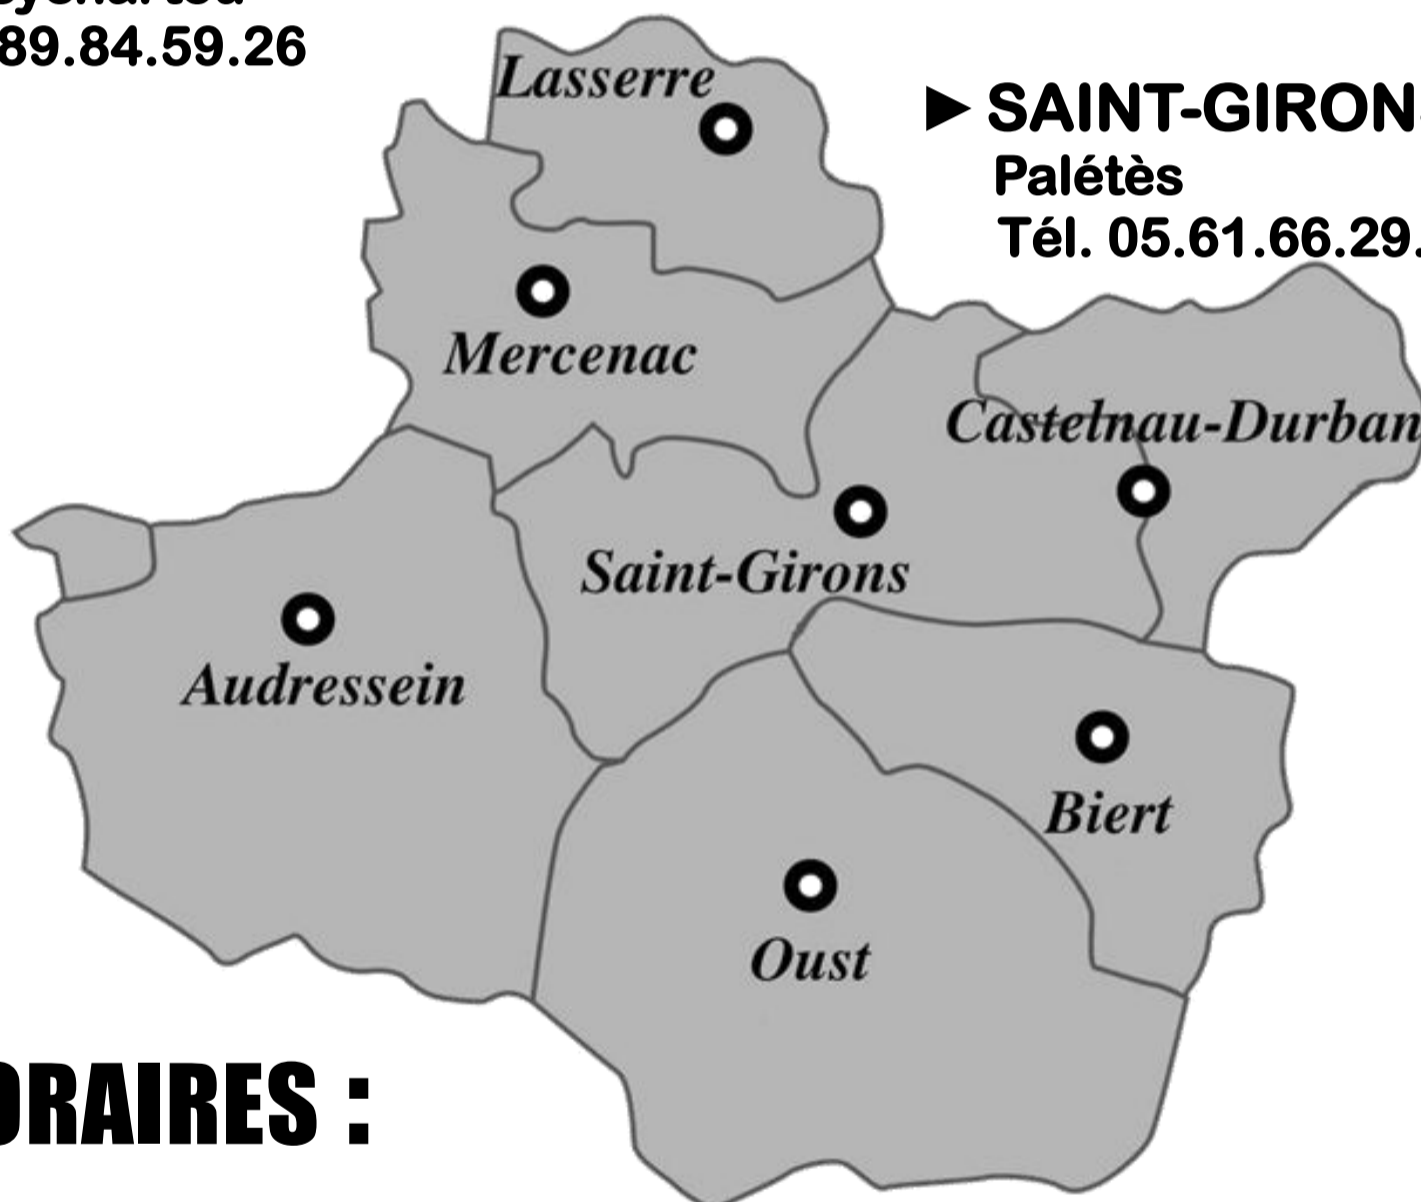 89.84.59.26
► SAINT-GIRONS
Palétès
Tél. 05.61.66.29.
Lasserre
Mercenac
Castelnau-Durban
Saint-Girons
Audressein
Biert
Oust
ORAIRES :